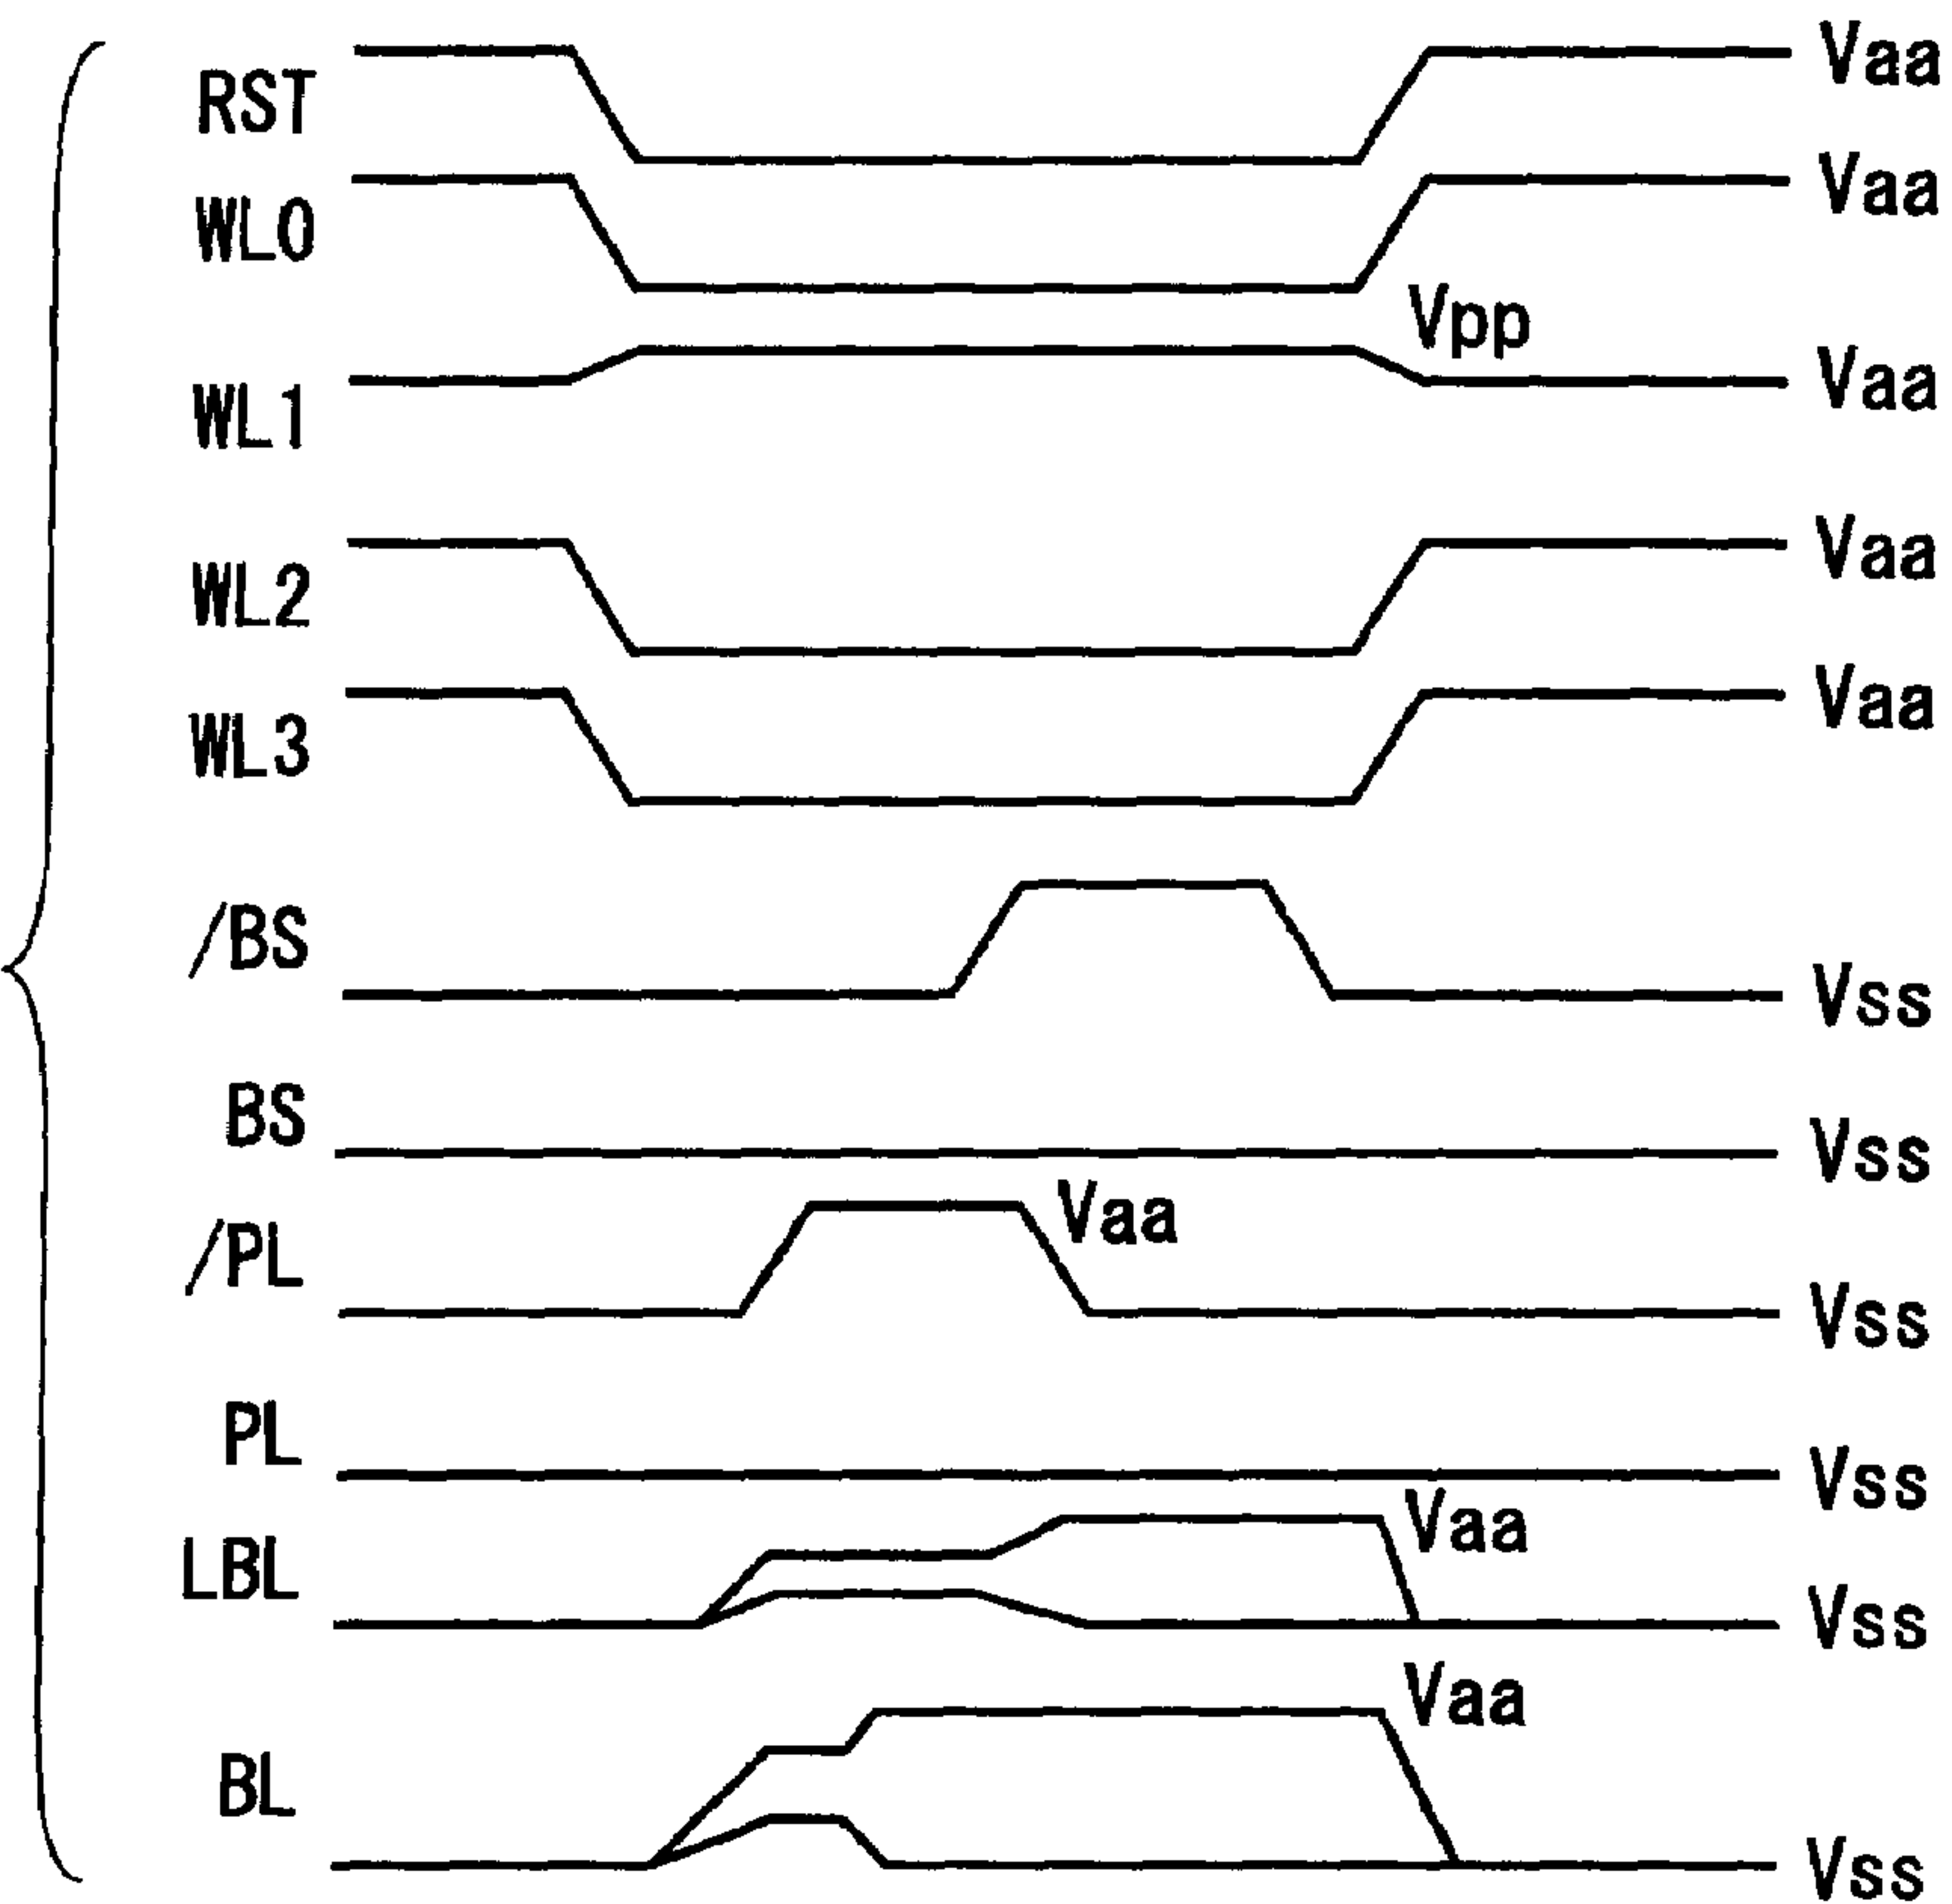 RST Vaa
WL0 Vaa
WL1 Vpp Vaa
WL2 Vaa
WL3 Vaa
/BS Vss
BS Vss
/PL Vaa Vss
PL Vss
LBL Vaa Vss
BL Vaa Vss